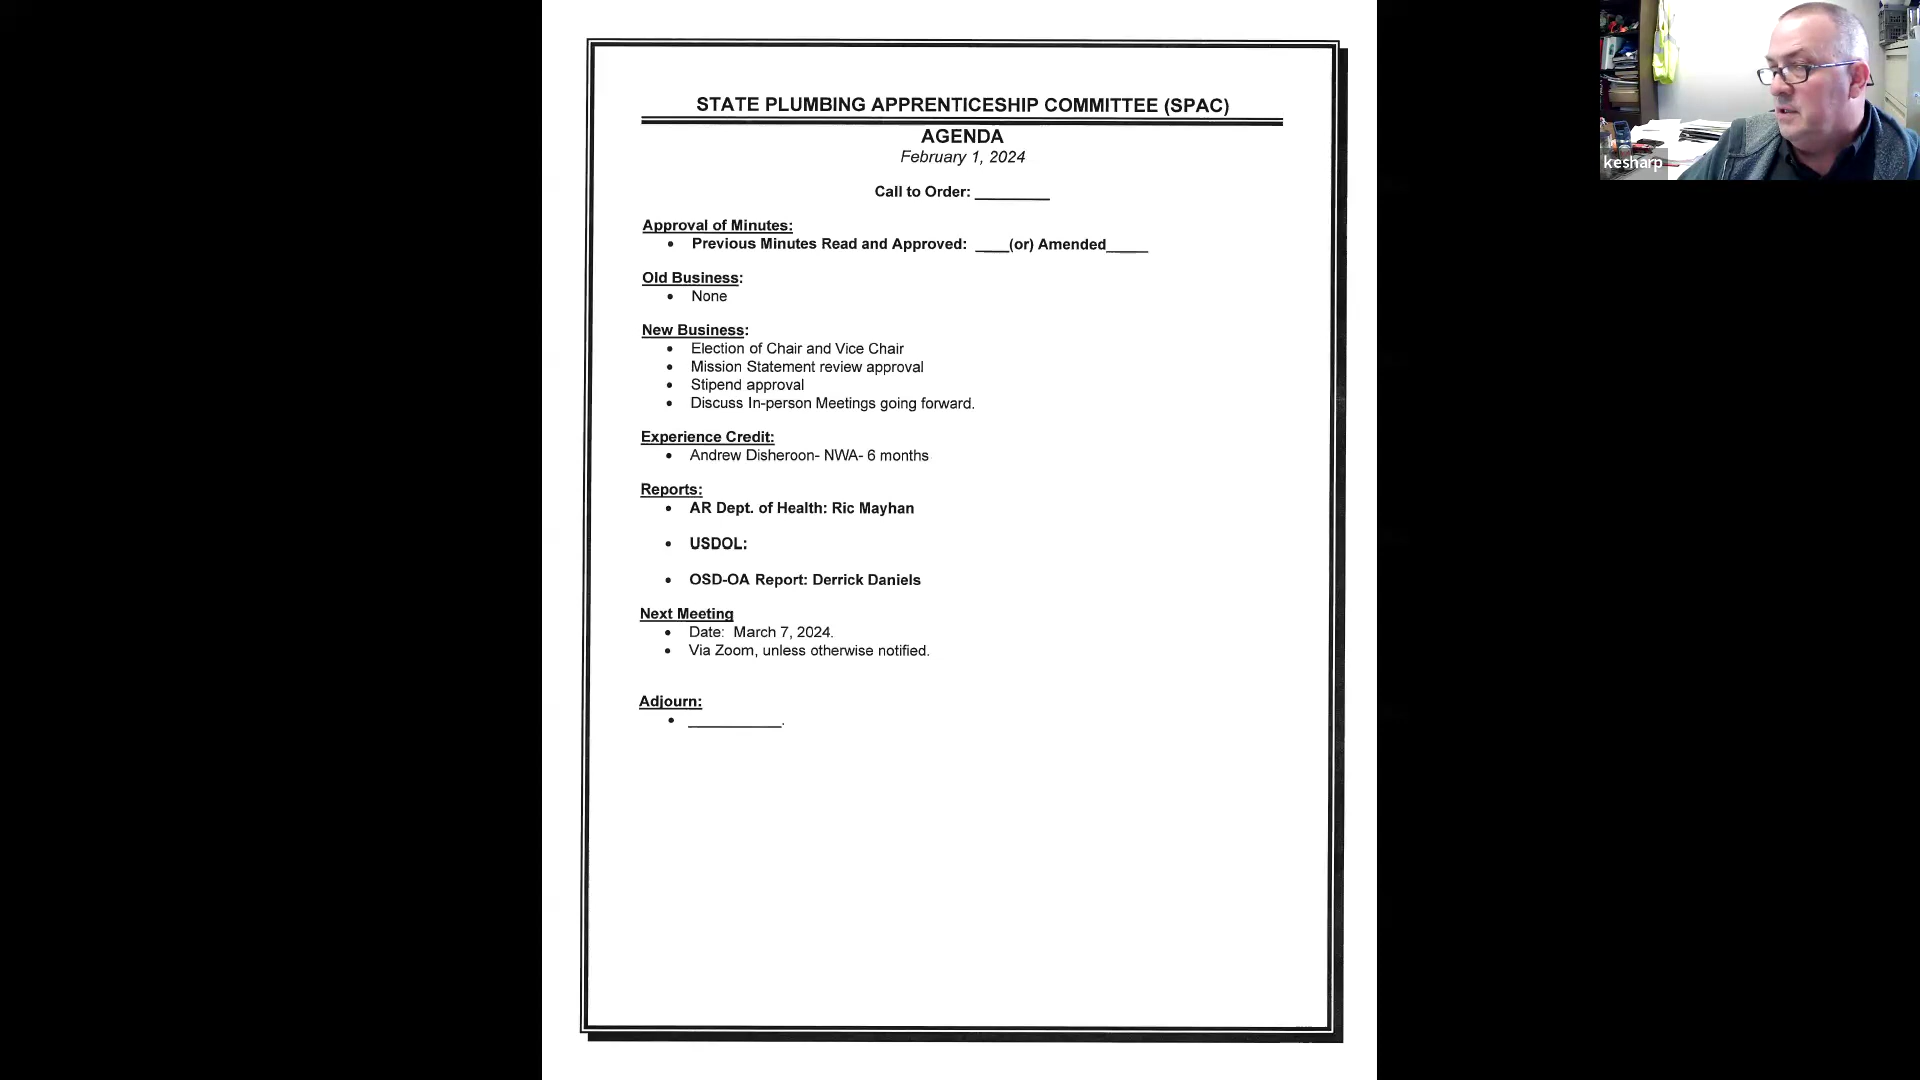 STATE PLUMBING APPRENTICESHIP COMMITTEE (SPAC)
AGENDA
February 1, 2024
Call to Order: _________
Approval of Minutes:
• Previous Minutes Read and Approved: ____(or) Amended_____
Old Business:
• None
New Business:
• Election of Chair and Vice Chair
• Mission Statement review approval
• Stipend approval
• Discuss In-person Meetings going forward.
Experience Credit:
• Andrew Disheroon- NWA- 6 months
Reports:
• AR Dept. of Health: Ric Mayhan
• USDOL:
• OSD-OA Report: Derrick Daniels
Next Meeting
• Date: March 7, 2024.
• Via Zoom, unless otherwise notified.
Adjourn:
• ___________.
kesharp